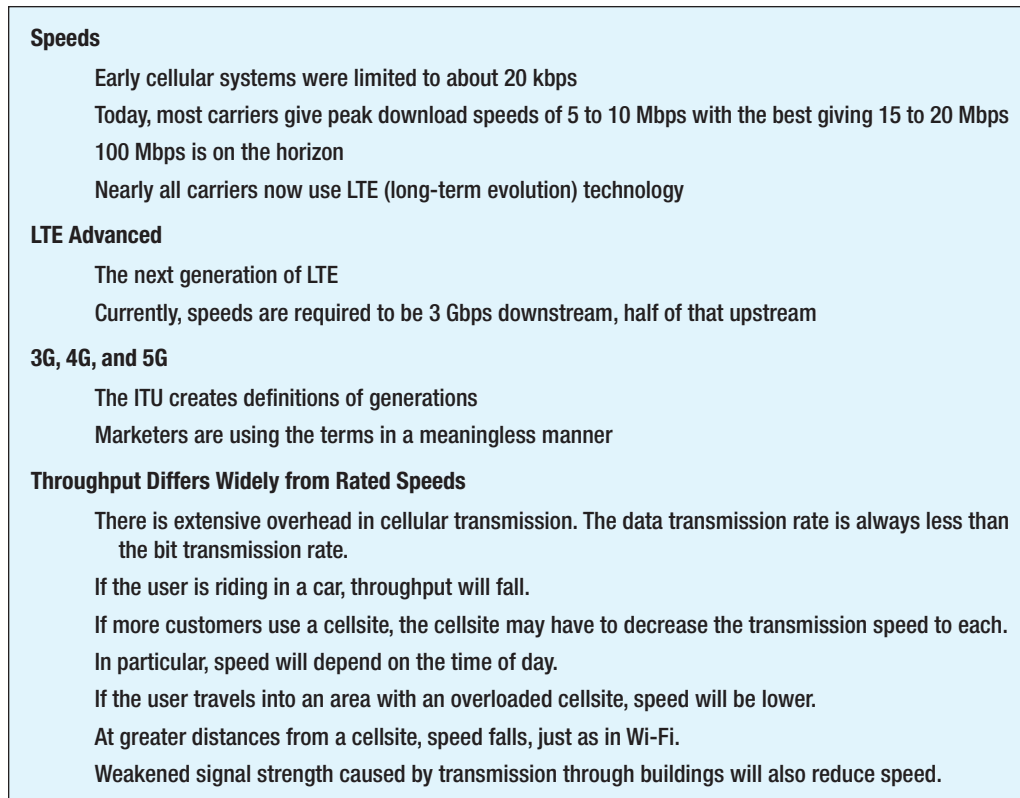 Speeds
Early cellular systems were limited to about 20 kbps
Today, most carriers give peak download speeds of 5 to 10 Mbps with the best giving 15 to 20 Mbps
100 Mbps is on the horizon
Nearly all carriers now use LTE (long-term evolution) technology
LTE Advanced
The next generation of LTE
Currently, speeds are required to be 3 Gbps downstream, half of that upstream
3G, 4G, and 5G
The ITU creates definitions of generations
Marketers are using the terms in a meaningless manner
Throughput Differs Widely from Rated Speeds
There is extensive overhead in cellular transmission. The data transmission rate is always less than
the bit transmission rate.
If the user is riding in a car, throughput will fall.
If more customers use a cellsite, the cellsite may have to decrease the transmission speed to each.
In particular, speed will depend on the time of day.
If the user travels into an area with an overloaded cellsite, speed will be lower.
At greater distances from a cellsite, speed falls, just as in Wi-Fi.
Weakened signal strength caused by transmission through buildings will also reduce speed.